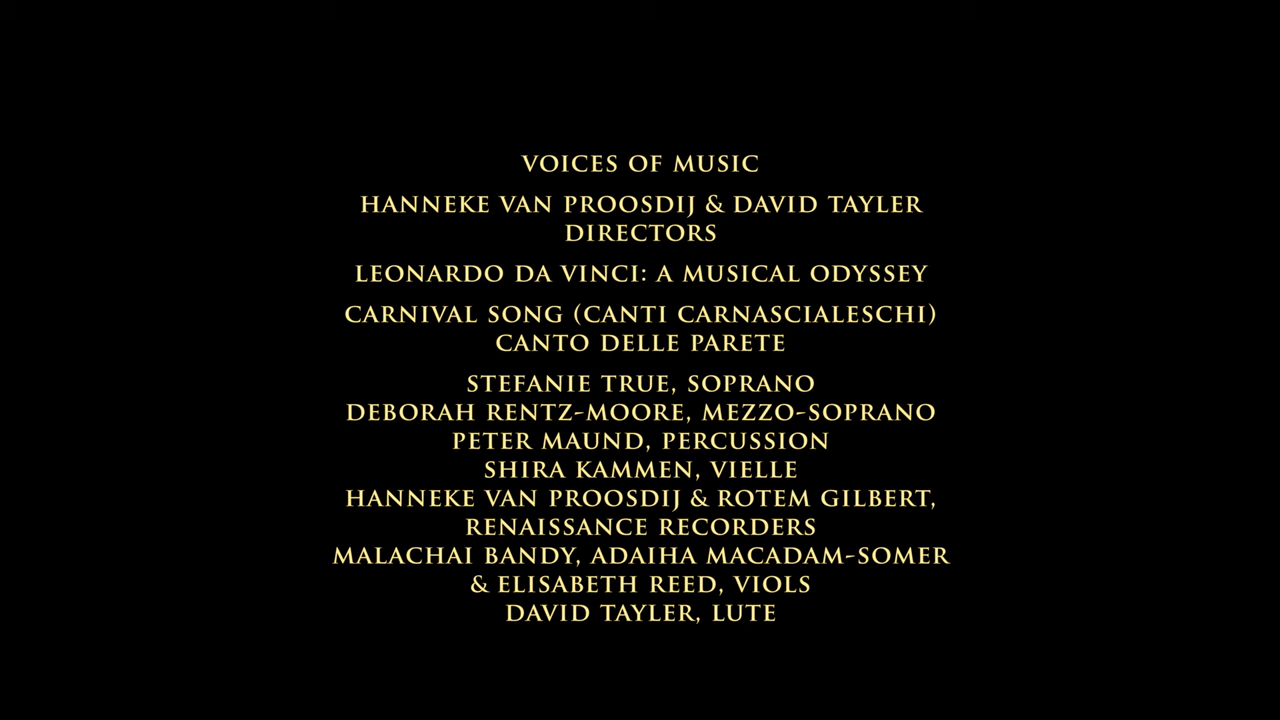 VOICES OF MUSIC
HANNEKE VAN PROOSDIJ & DAVID TAYLER
DIRECTORS
LEONARDO DA VINCI: A MUSICAL ODYSSEY
CARNIVAL SONG (CANTI CARNASCIALESCHI)
CANTO DELLE PARETE
STEFANIE TRUE, SOPRANO
DEBORAH RENTZ-MOORE, MEZZO-SOPRANO
PETER MAUND, PERCUSSION
SHIRA KAMMEN, VIELLE
HANNEKE VAN PROOSDIJ & ROTEM GILBERT,
RENAISSANCE RECORDERS
MALACHAI BANDY, ADAIHA MACADAM-SOMER
& ELISABETH REED, VIOLS
DAVID TAYLER, LUTE